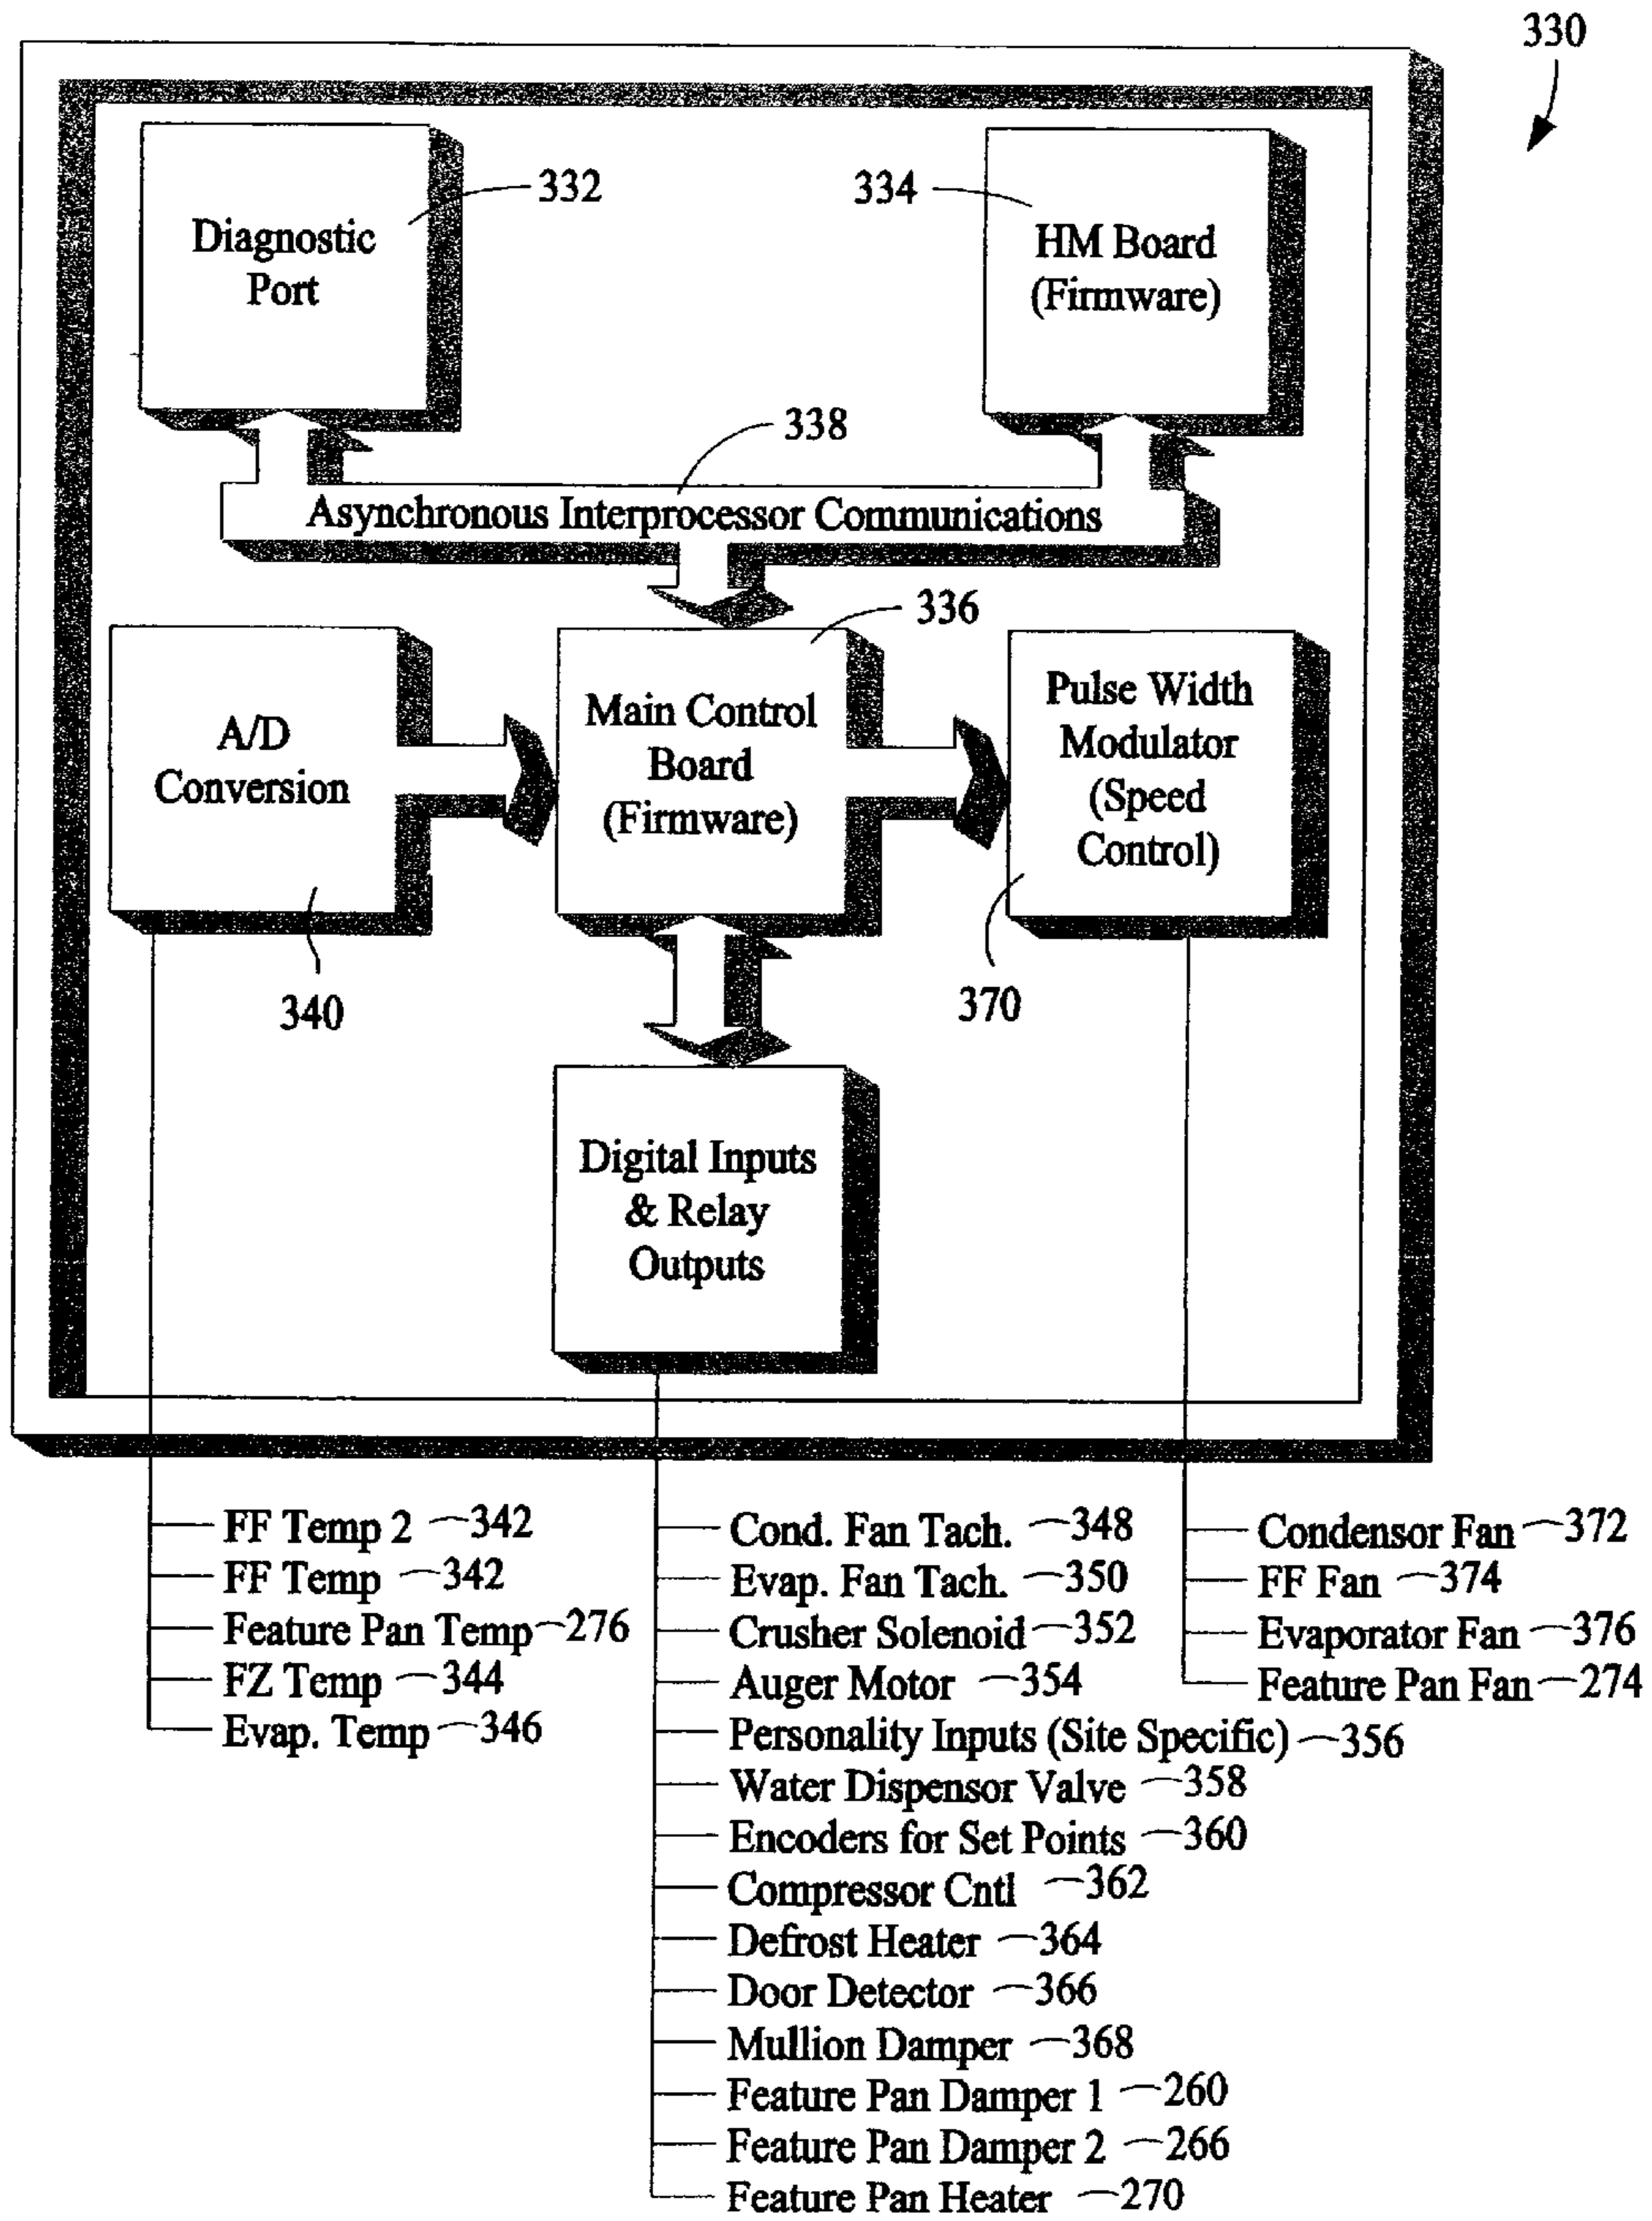 330
Diagnostic
Port
332
334
HM Board
(Firmware)
338
Asynchronous Interprocessor Communications
336
A/D
Conversion
340
Main Control
Board
(Firmware)
Pulse Width
Modulator
(Speed
Control)
370
Digital Inputs
& Relay
Outputs
FF Temp 2 342
FF Temp 342
Feature Pan Temp 276
FZ Temp 344
Evap. Temp 346
Cond. Fan Tach. 348
Evap. Fan Tach. 350
Crusher Solenoid 352
Auger Motor 354
Personality Inputs (Site Specific) 356
Water Dispensor Valve 358
Encoders for Set Points 360
Compressor Cntl 362
Defrost Heater 364
Door Detector 366
Mullion Damper 368
Feature Pan Damper 1 260
Feature Pan Damper 2 266
Feature Pan Heater 270
Condensor Fan 372
FF Fan 374
Evaporator Fan 376
Feature Pan Fan 274